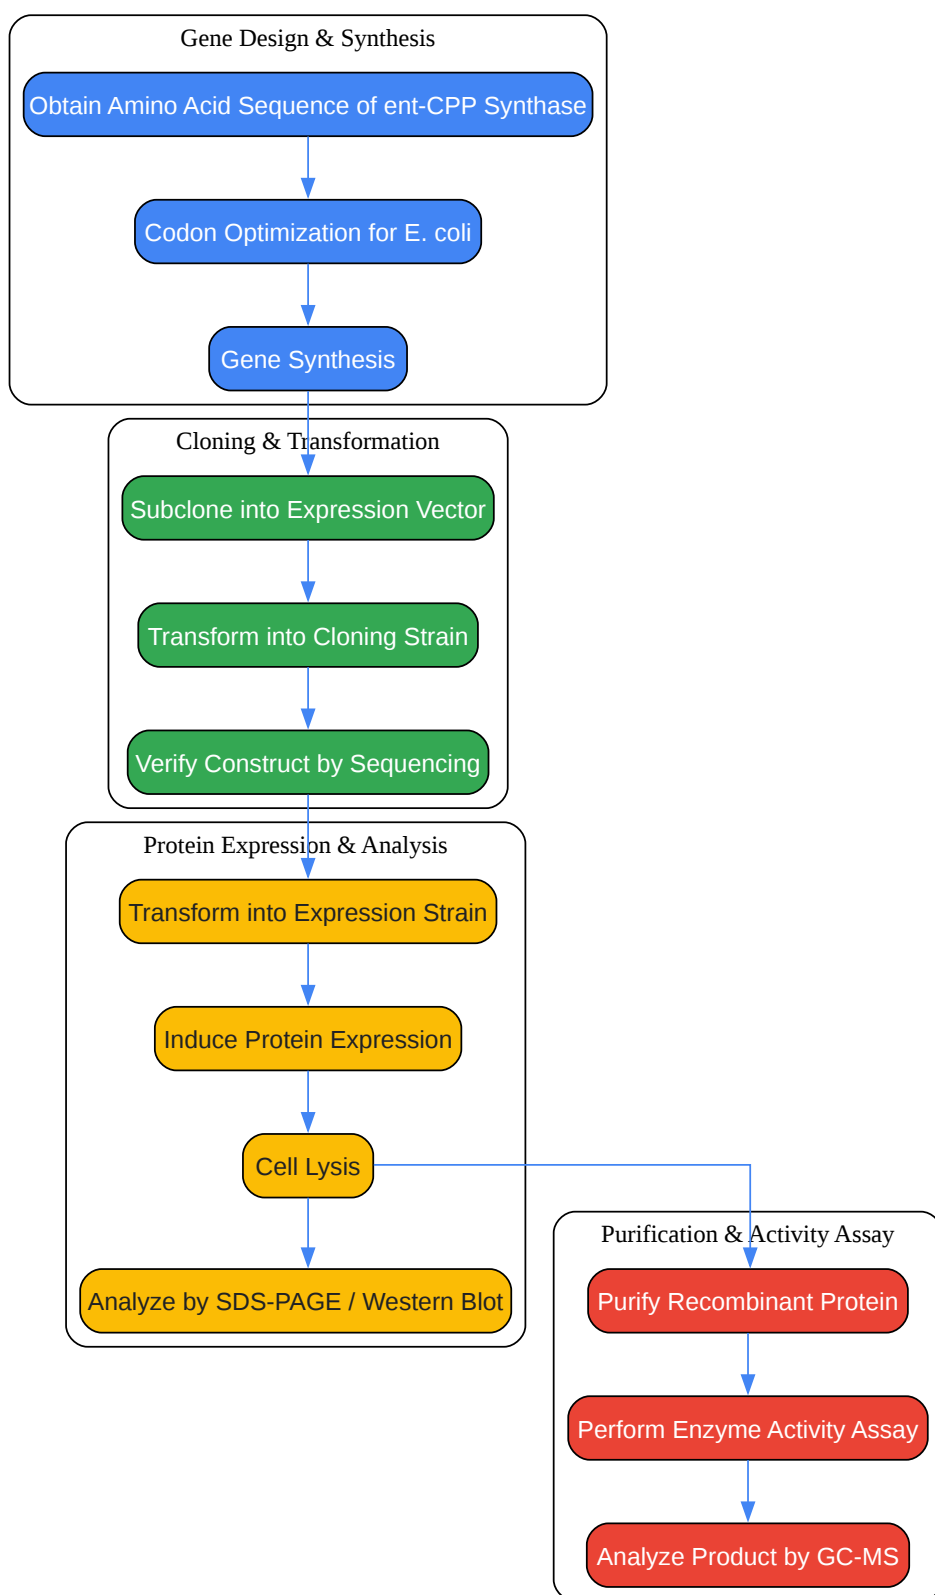 Gene Design & Synthesis
Obtain Amino Acid Sequence of ent-CPP Synthase
Codon Optimization for E. coli
Gene Synthesis
Cloning & Transformation
Subclone into Expression Vector
Transform into Cloning Strain
Verify Construct by Sequencing
Protein Expression & Analysis
Transform into Expression Strain
Induce Protein Expression
Cell Lysis
Analyze by SDS-PAGE / Western Blot
Purification & Activity Assay
Purify Recombinant Protein
Perform Enzyme Activity Assay
Analyze Product by GC-MS